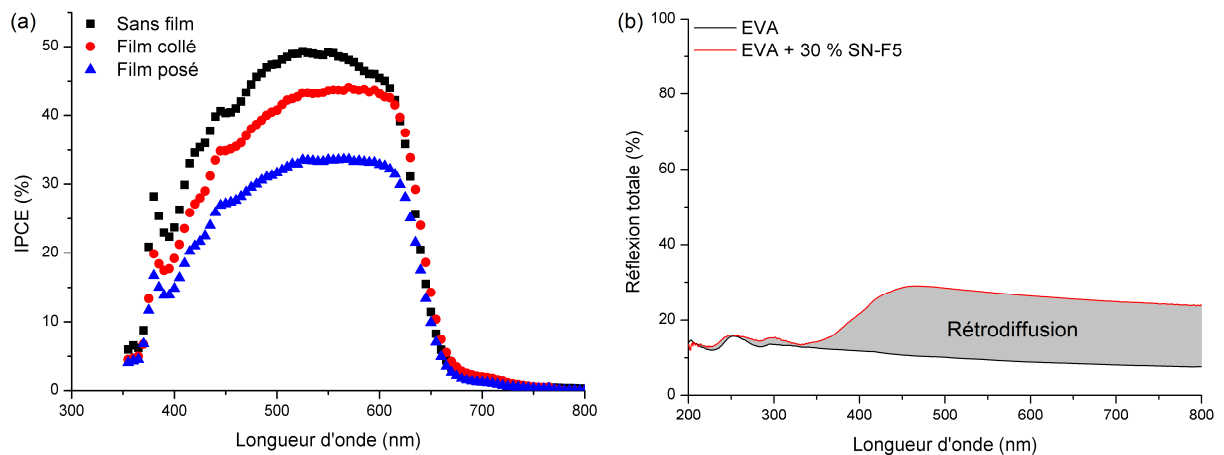 (a)
Sans film
Film collé
Film posé
50
40
30
20
10
0
IPCE (%)
300
400
500
600
700
800
Longueur d'onde (nm)
(b)
EVA
EVA + 30 % SN-F5
100
80
60
40
20
0
Réflexion totale (%)
Rétrodiffusion
200
300
400
500
600
700
800
Longueur d'onde (nm)